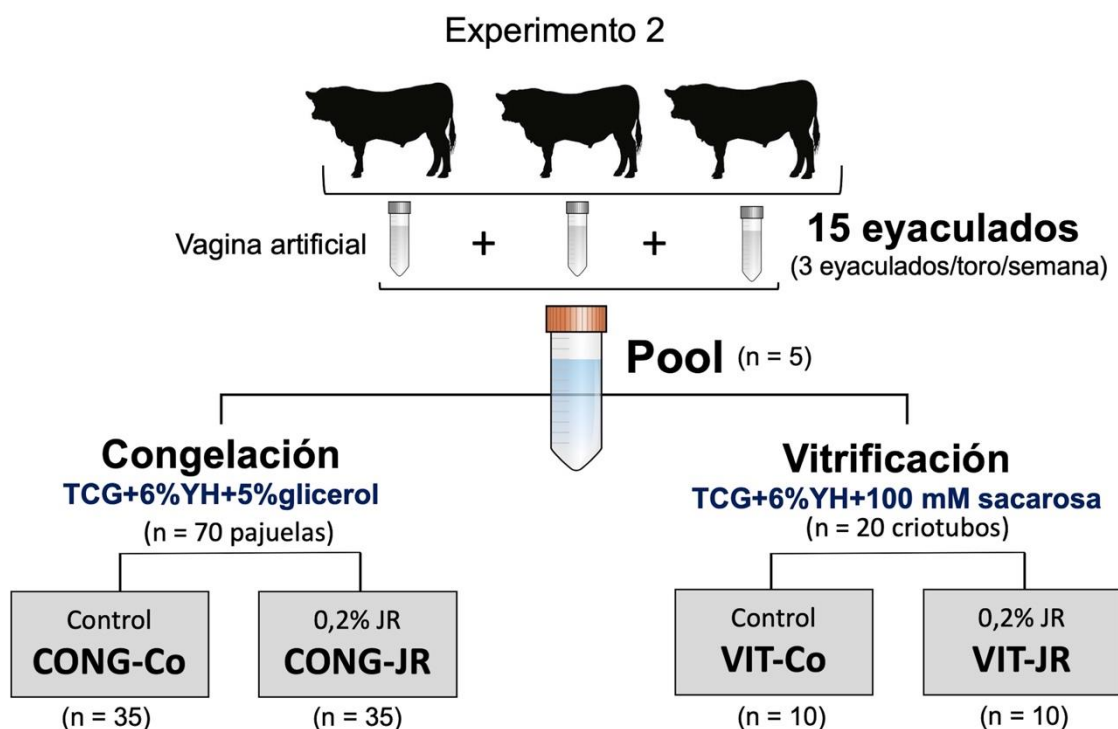 Experimento 2
Vagina artificial
+
+
15 eyaculados
(3 eyaculados/toro/semana)
Pool (n = 5)
Congelación
TCG+6%YH+5%glicerol
(n = 70 pajuelas)
Control
CONG-Co
(n = 35)
0,2% JR
CONG-JR
(n = 35)
Vitrificación
TCG+6%YH+100 mM sacarosa
(n = 20 criotubos)
Control
VIT-Co
(n = 10)
0,2% JR
VIT-JR
(n = 10)